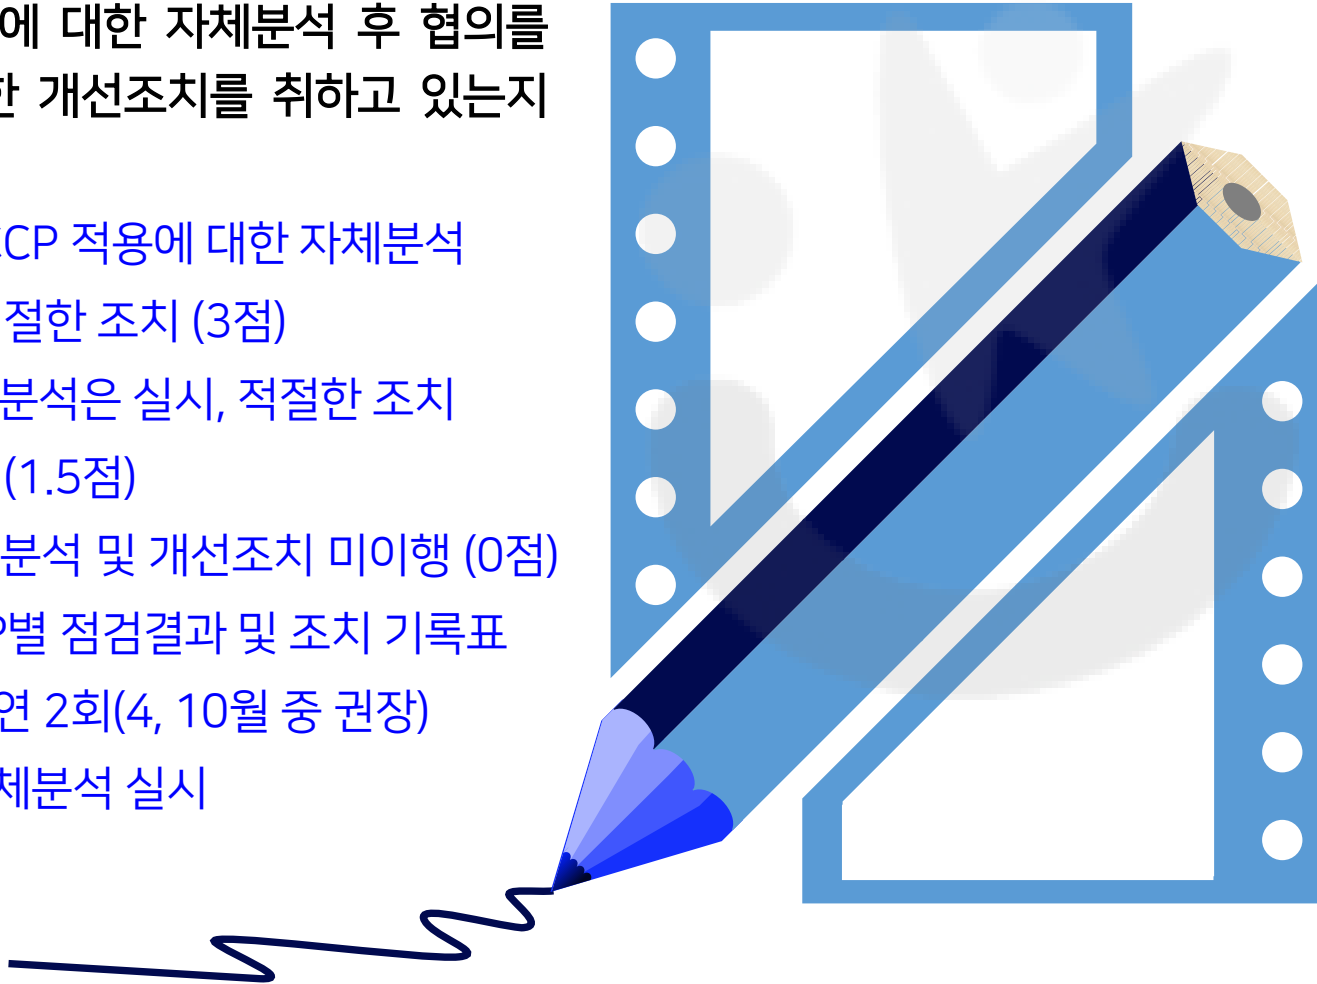 에 대한 자체분석 후 협의를
한 개선조치를 취하고 있는지
CCP 적용에 대한 자체분석
절한 조치 (3점)
분석은 실시, 적절한 조치
(1.5점)
분석 및 개선조치 미이행 (0점)
P별 점검결과 및 조치 기록표
연 2회(4, 10월 중 권장)
체분석 실시